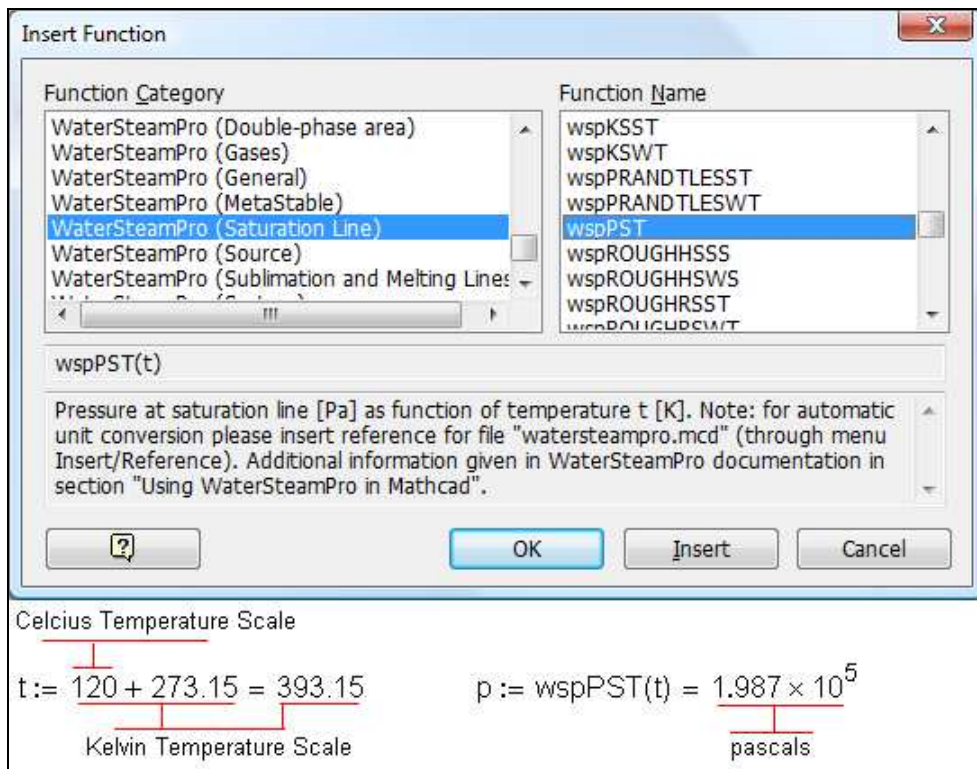 Insert Function
Function Category
WaterSteamPro (Double-phase area)
WaterSteamPro (Gases)
WaterSteamPro (General)
WaterSteamPro (MetaStable)
WaterSteamPro (Saturation Line)
WaterSteamPro (Source)
WaterSteamPro (Sublimation and Melting Lines
Function Name
wspKSST
wspKSWT
wspPRANDTLESST
wspPRANDTLESWT
wspPST
wspROUGHHSSS
wspROUGHHSWS
wspROUGHRSST
wspROUGHRSWT
wspPST(t)
Pressure at saturation line [Pa] as function of temperature t [K]. Note: for automatic
unit conversion please insert reference for file "watersteampro.mcd" (through menu
Insert/Reference). Additional information given in WaterSteamPro documentation in
section "Using WaterSteamPro in Mathcad".
?
OK
Insert
Cancel
Celcius Temperature Scale
t := 120 + 273.15 = 393.15
Kelvin Temperature Scale
p := wspPST(t) = 1.987 × 10^5
pascals